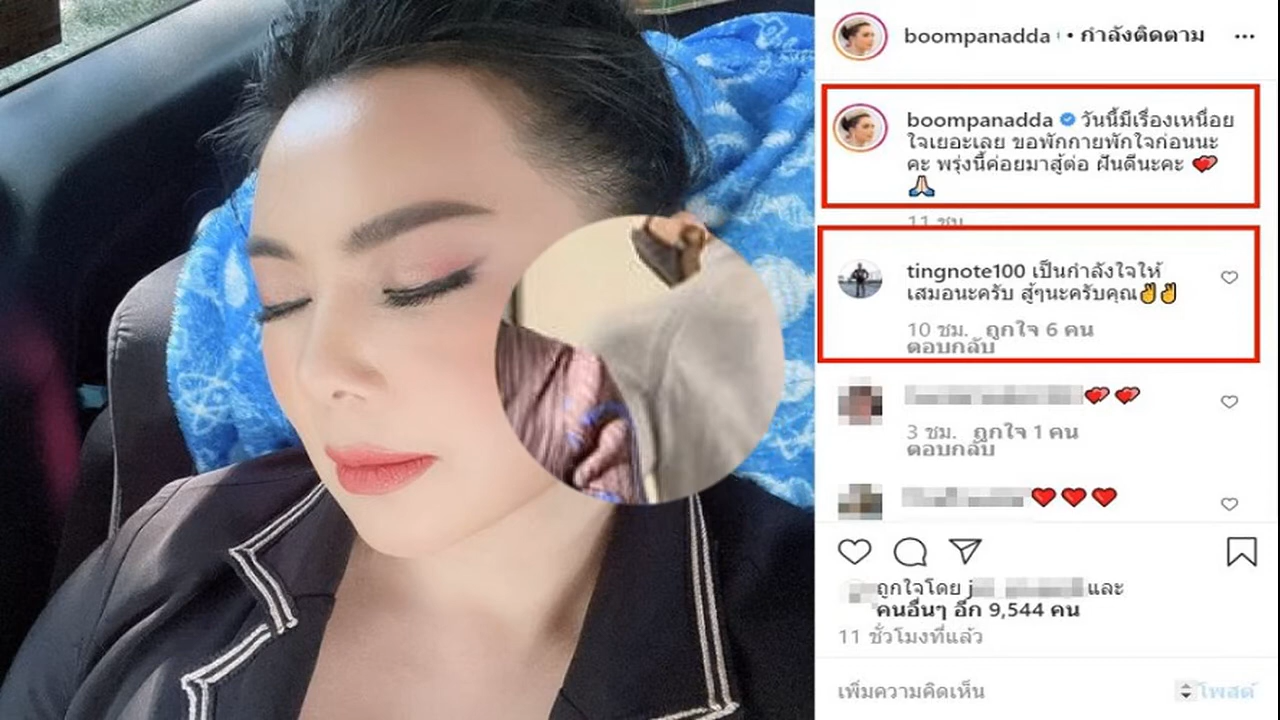 boompanadda • กำลังติดตาม
boompanadda วันนี้มีเรื่องเหนื่อย
ใจเยอะเลย ขอพักกายพักใจก่อนนะ
คะ พรุ่งนี้ค่อยมาสู้ต่อ ฝันดีนะคะ 💕
🙏🏻
11 ชม.
tingnote100 เป็นกำลังใจให้
เสมอนะครับ สู้ๆนะครับคุณ✌️✌️
10 ชม. ถูกใจ 6 คน
ตอบกลับ
💕 💕
3 ชม. ถูกใจ 1 คน
ตอบกลับ
❤️ ❤️ ❤️
ถูกใจโดย j และ
คนอื่นๆ อีก 9,544 คน
11 ชั่วโมงที่แล้ว
เพิ่มความคิดเห็น
โพสต์